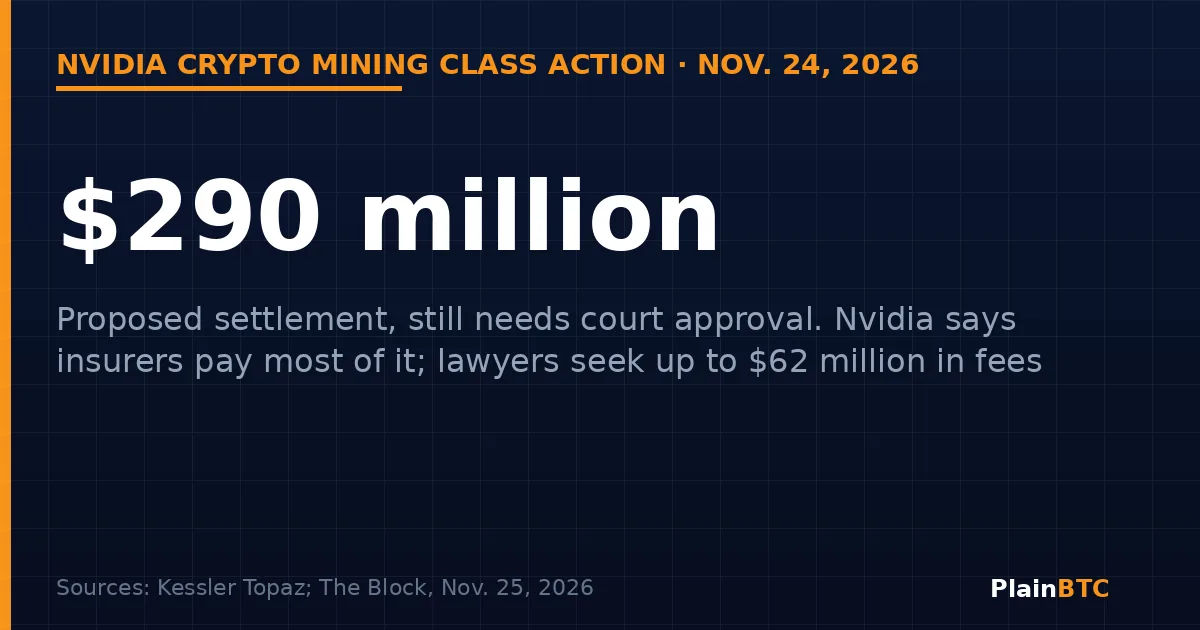 NVIDIA CRYPTO MINING CLASS ACTION · NOV. 24, 2026
$290 million
Proposed settlement, still needs court approval. Nvidia says
insurers pay most of it; lawyers seek up to $62 million in fees
Sources: Kessler Topaz; The Block, Nov. 25, 2026
PlainBTC